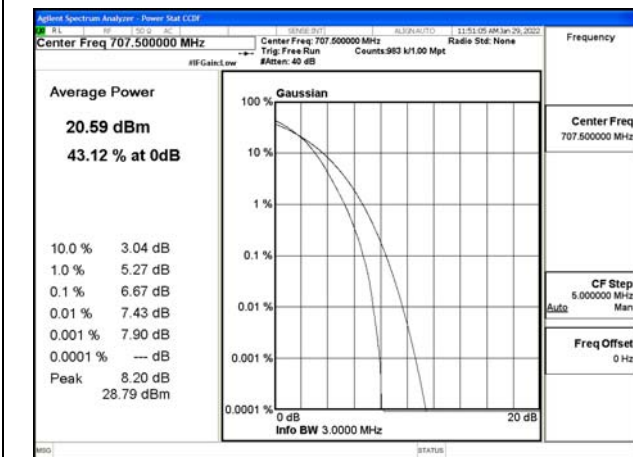 Agilent Spectrum Analyzer - Power Stat CCDF
RL RF 50 Ω AC SENSE:INT ALIGN AUTO 11:51:05 AM Jan 29, 2022
Center Freq 707.500000 MHz
Center Freq: 707.500000 MHz
Radio Std: None
Trig: Free Run
Counts:983 k/1.00 Mpt
#IFGain:Low
#Atten: 40 dB
Frequency
Average Power
20.59 dBm
43.12 % at 0dB
10.0 % 3.04 dB
1.0 % 5.27 dB
0.1 % 6.67 dB
0.01 % 7.43 dB
0.001 % 7.90 dB
0.0001 % --- dB
Peak 8.20 dB
28.79 dBm
Gaussian
100 %
10 %
1 %
0.1 %
0.01 %
0.001 %
0.0001 %
0 dB
20 dB
Info BW 3.0000 MHz
Center Freq
707.500000 MHz
CF Step
5.000000 MHz
Auto Man
Freq Offset
0 Hz
MSG
STATUS